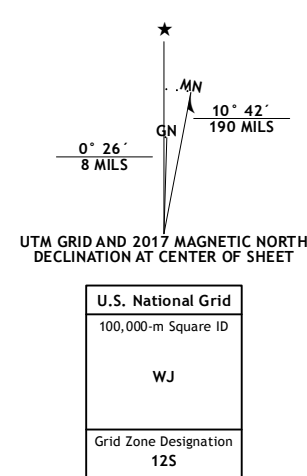 ★
MN
10° 42´
190 MILS
GN
0° 26´
8 MILS
UTM GRID AND 2017 MAGNETIC NORTH
DECLINATION AT CENTER OF SHEET
U.S. National Grid
100,000-m Square ID
WJ
Grid Zone Designation
12S